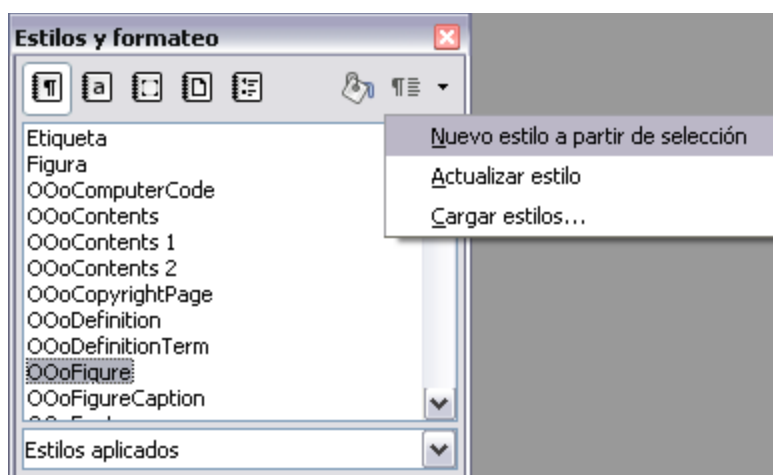 Estilos y formateo
Nuevo estilo a partir de selección
Actualizar estilo
Cargar estilos...
Etiqueta
Figura
OOoComputerCode
OOoContents
OOoContents 1
OOoContents 2
OOoCopyrightPage
OOoDefinition
OOoDefinitionTerm
OOoFigure
OOoFigureCaption
Estilos aplicados